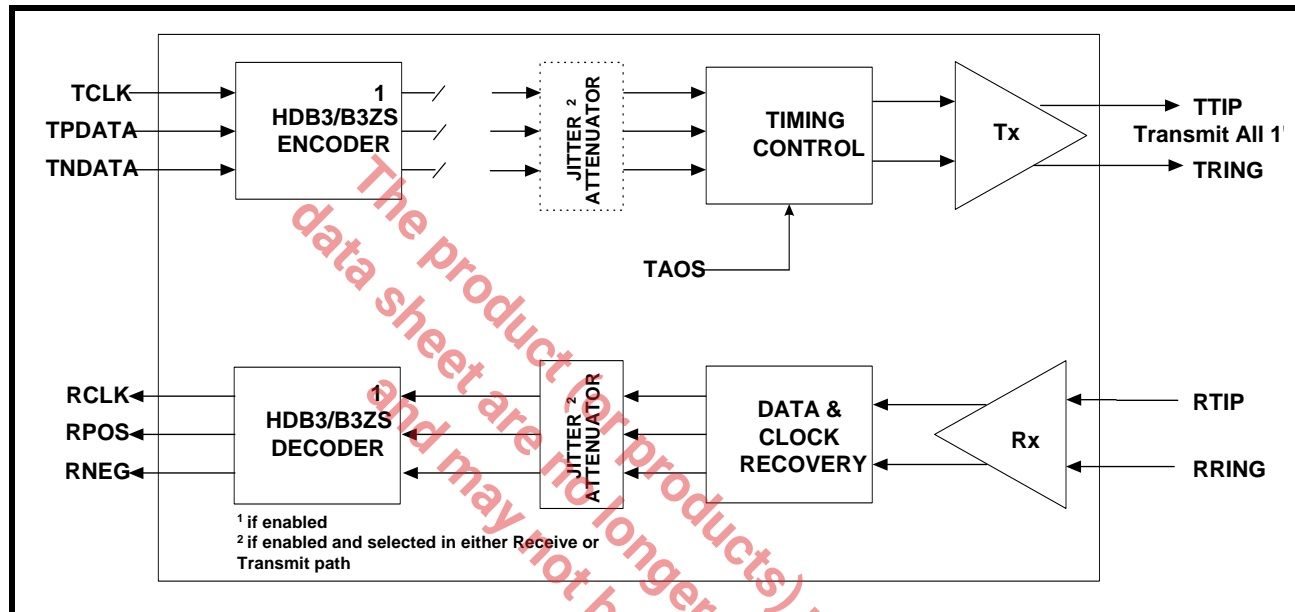 TCLK
TPDATA
TNDATA
1
HDB3/B3ZS
ENCODER
JITTER 2
ATTENUATOR
TIMING
CONTROL
Tx
TTIP
Transmit All 1'
TRING
TAOS
RCLK
RPOS
RNEG
1
HDB3/B3ZS
DECODER
JITTER 2
ATTENUATOR
DATA &
CLOCK
RECOVERY
Rx
RTIP
RRING
1 if enabled
2 if enabled and selected in either Receive or
Transmit path
The product (or products)
data sheet are no longer
and may not